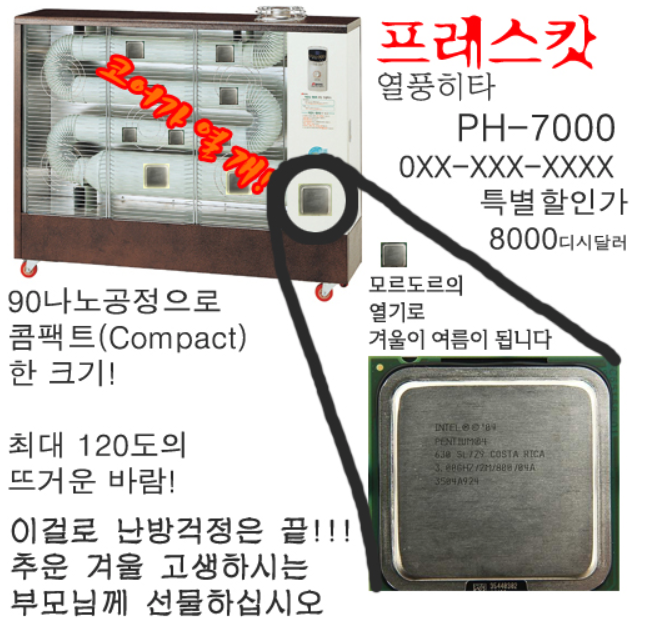 프레스캇
열풍히타
PH-7000
0XX-XXX-XXXX
특별할인가
8000디시달러
코어가 열 개!
모르도르의
열기로
겨울이 여름이 됩니다
90나노공정으로
콤팩트(Compact)
한 크기!
최대 120도의
뜨거운 바람!
이걸로 난방걱정은 끝!!!
추운 겨울 고생하시는
부모님께 선물하십시오
INTEL Ⓜ © '04
PENTIUM®4
630 SL7Z9 COSTA RICA
3.00GHZ/2M/800/04A
3504A924